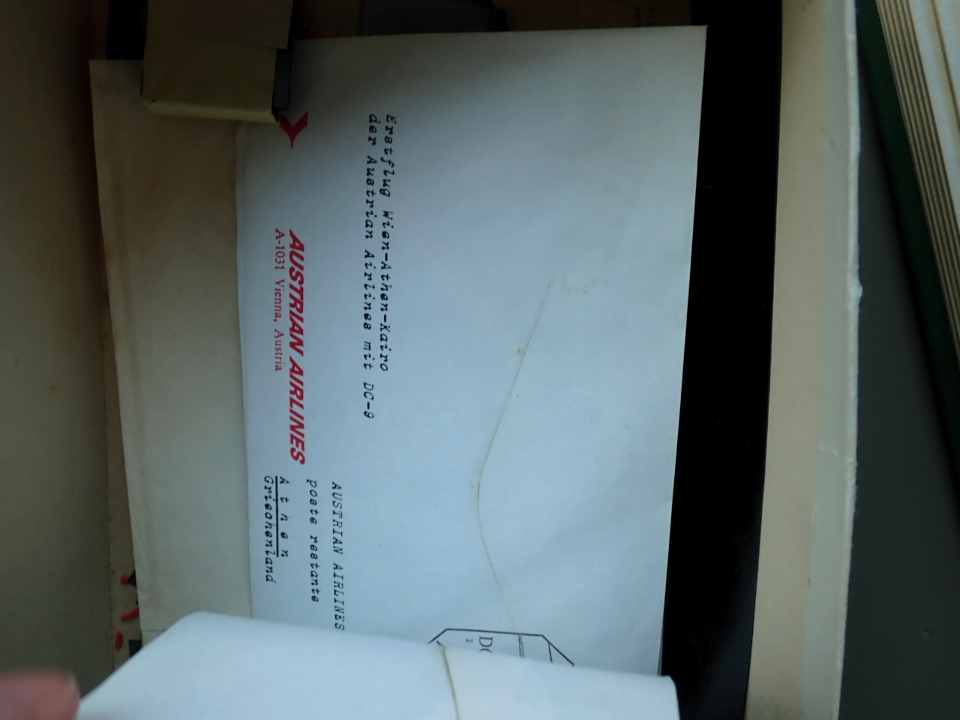 Erstflug Wien-Athen-Kairo
der Austrian Airlines mit DC-9
AUSTRIAN AIRLINES
A-1031 Vienna, Austria
AUSTRIAN AIRLINES
poste restante
A t h e n
Griechenland